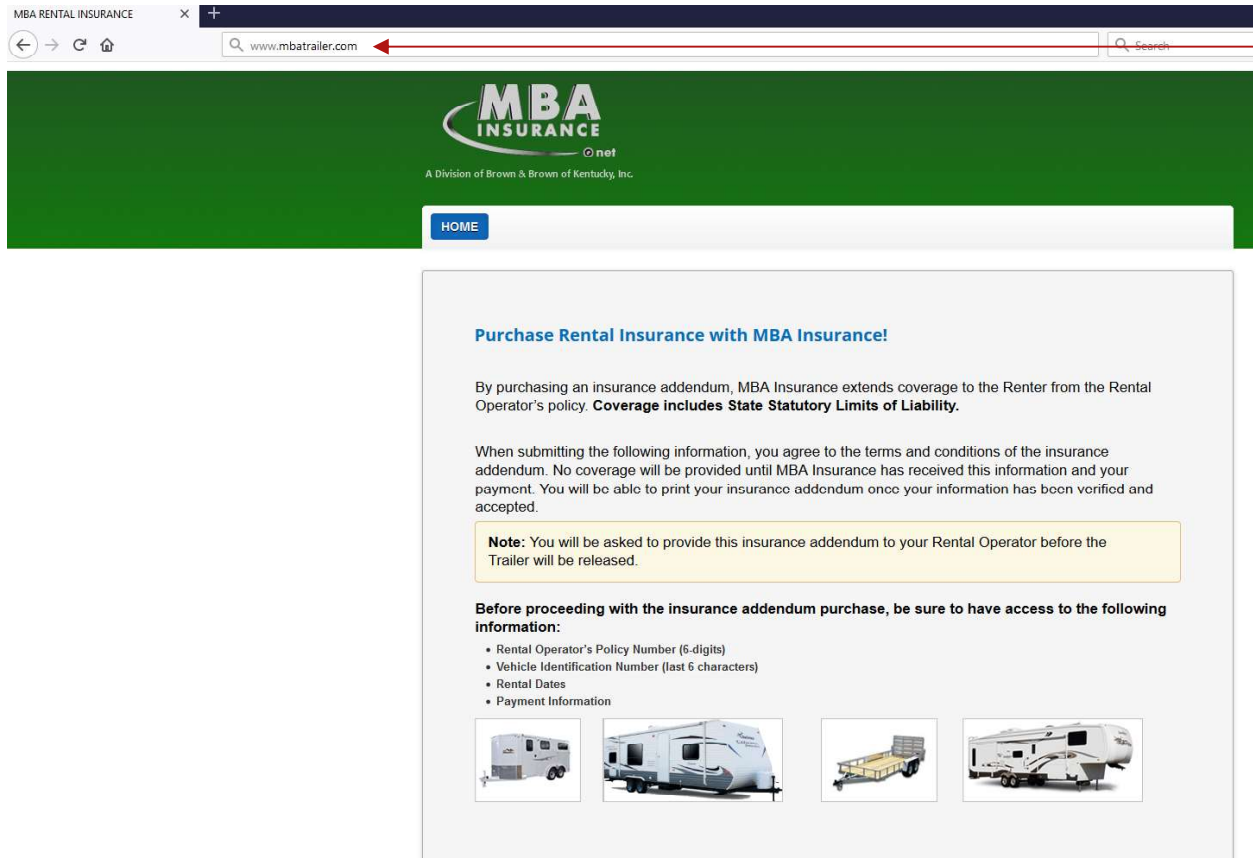 MBA RENTAL INSURANCE
www.mbatrailer.com
Search
MBA
INSURANCE
net
A Division of Brown & Brown of Kentucky, Inc.
HOME
Purchase Rental Insurance with MBA Insurance!
By purchasing an insurance addendum, MBA Insurance extends coverage to the Renter from the Rental
Operator's policy. Coverage includes State Statutory Limits of Liability.
When submitting the following information, you agree to the terms and conditions of the insurance
addendum. No coverage will be provided until MBA Insurance has received this information and your
payment. You will be able to print your insurance addendum once your information has been verified and
accepted.
Note: You will be asked to provide this insurance addendum to your Rental Operator before the
Trailer will be released.
Before proceeding with the insurance addendum purchase, be sure to have access to the following
information:
• Rental Operator's Policy Number (6-digits)
• Vehicle Identification Number (last 6 characters)
• Rental Dates
• Payment Information